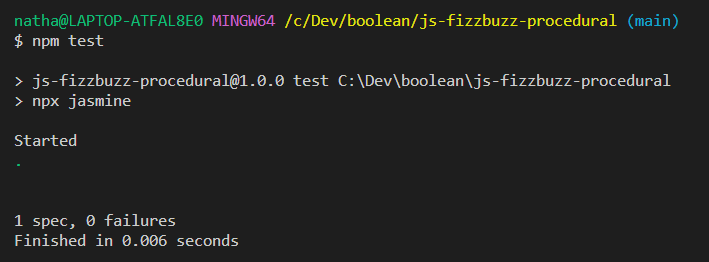 natha@LAPTOP-ATFAL8E0 MINGW64 /c/Dev/boolean/js-fizzbuzz-procedural (main)
$ npm test
> js-fizzbuzz-procedural@1.0.0 test C:\Dev\boolean\js-fizzbuzz-procedural
> npx jasmine
Started
.
1 spec, 0 failures
Finished in 0.006 seconds